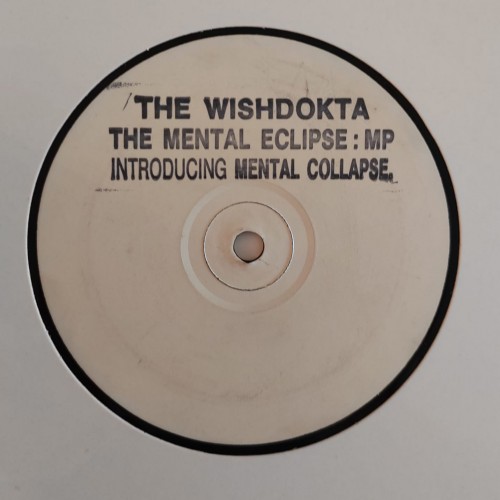 THE WISHDOKTA
THE MENTAL ECLIPSE : MP
INTRODUCING MENTAL COLLAPSE.